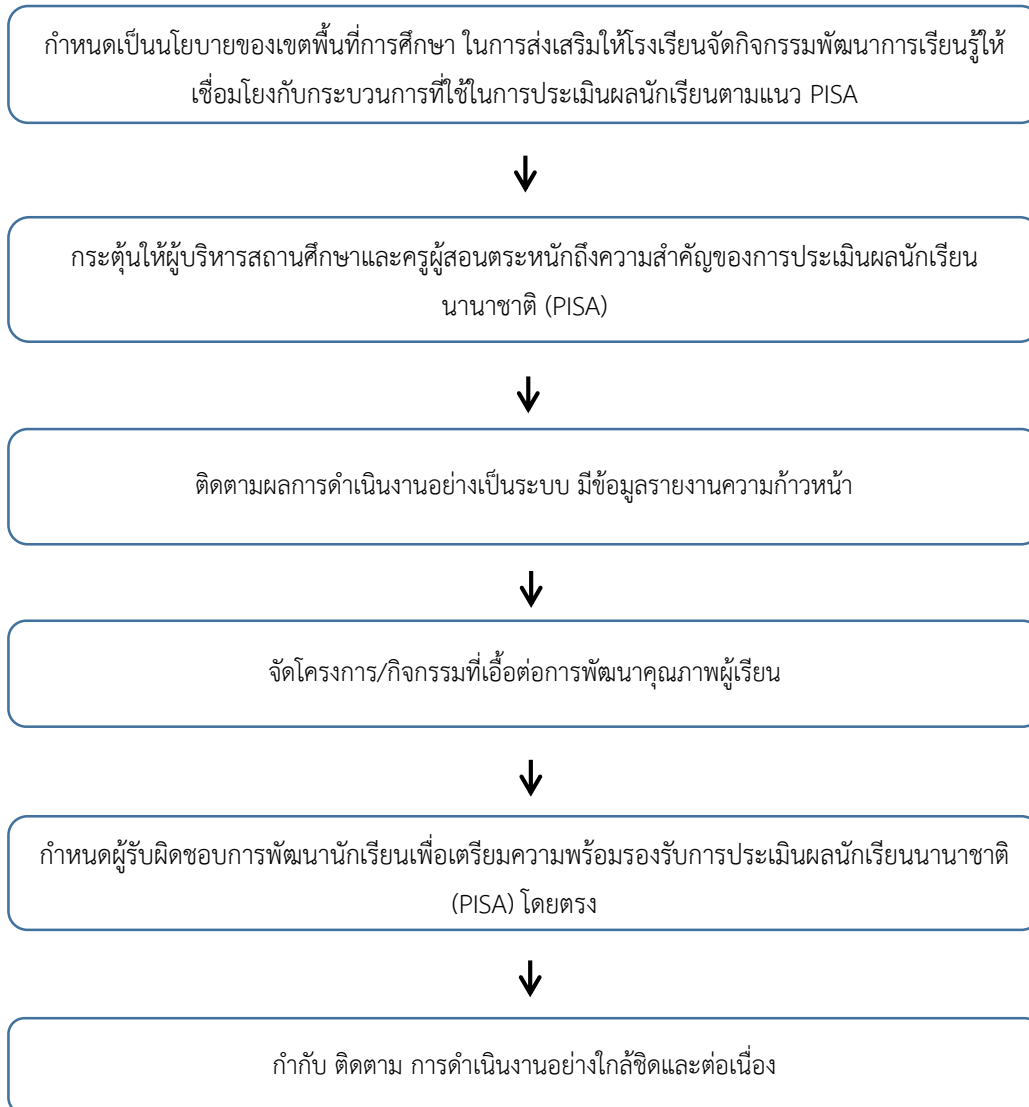 กำหนดเป็นนโยบายของเขตพื้นที่การศึกษา ในการส่งเสริมให้โรงเรียนจัดกิจกรรมพัฒนาการเรียนรู้ให้
เชื่อมโยงกับกระบวนการที่ใช้ในการประเมินผลนักเรียนตามแนว PISA
กระตุ้นให้ผู้บริหารสถานศึกษาและครูผู้สอนตระหนักถึงความสำคัญของการประเมินผลนักเรียน
นานาชาติ (PISA)
ติดตามผลการดำเนินงานอย่างเป็นระบบ มีข้อมูลรายงานความก้าวหน้า
จัดโครงการ/กิจกรรมที่เอื้อต่อการพัฒนาคุณภาพผู้เรียน
กำหนดผู้รับผิดชอบการพัฒนานักเรียนเพื่อเตรียมความพร้อมรองรับการประเมินผลนักเรียนนานาชาติ
(PISA) โดยตรง
กำกับ ติดตาม การดำเนินงานอย่างใกล้ชิดและต่อเนื่อง